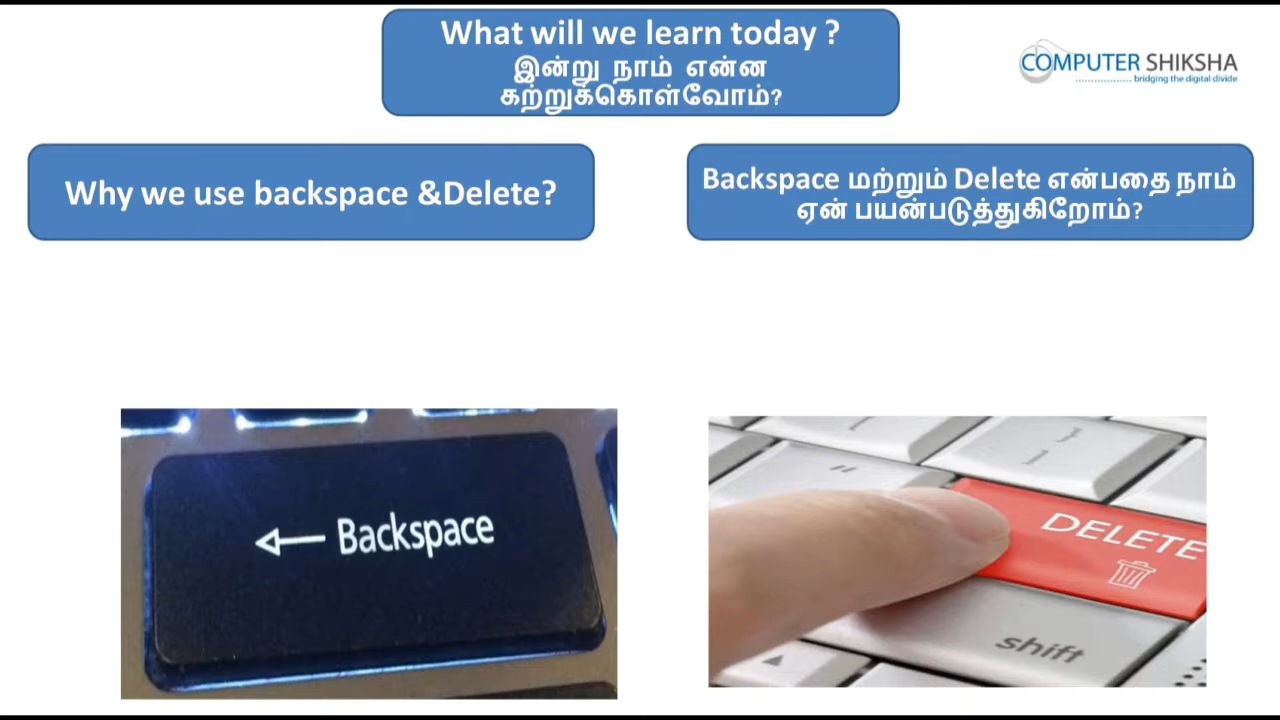 What will we learn today ?
இன்று நாம் என்ன
கற்றுக்கொள்வோம்?
COMPUTER SHIKSHA
bridging the digital divide
Why we use backspace &Delete?
Backspace மற்றும் Delete என்பதை நாம்
ஏன் பயன்படுத்துகிறோம்?
Backspace
DELETE
shift